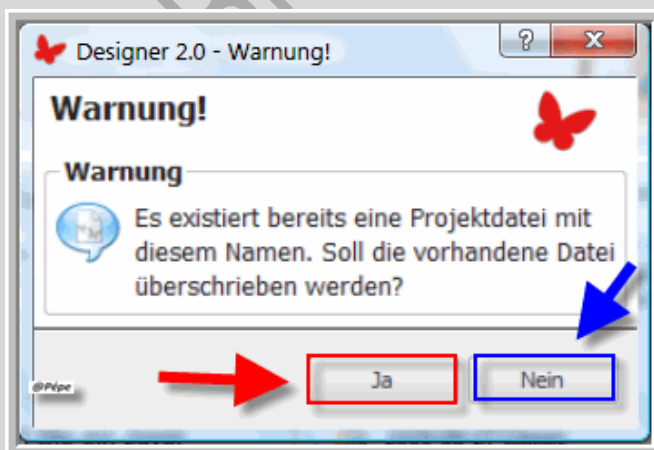 Designer 2.0 - Warnung!
Warnung!
Warnung
Es existiert bereits eine Projektdatei mit
diesem Namen. Soll die vorhandene Datei
überschrieben werden?
Ja
Nein
@Pépe